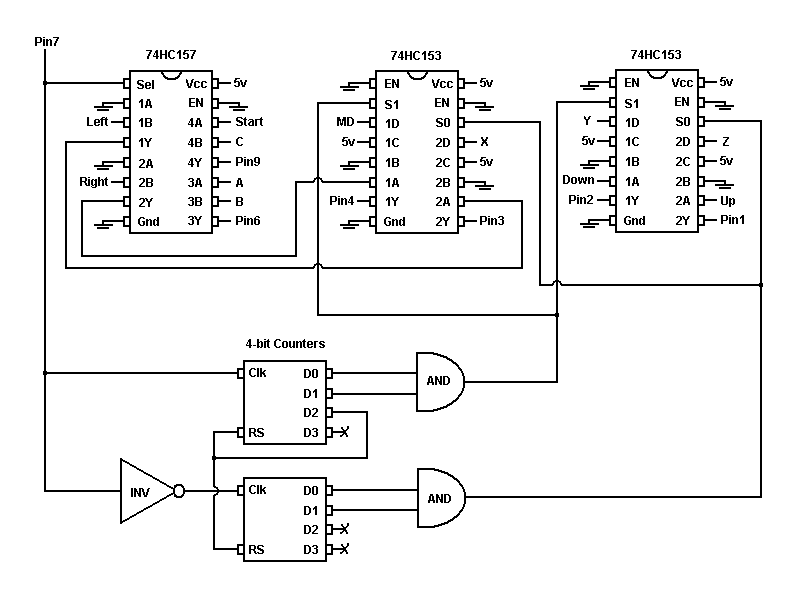 Pin7
74HC157
74HC153
74HC153
Sel Vcc 5v
1A EN
Left 1B 4A Start
1Y 4B C
2A 4Y Pin9
Right 2B 3A A
2Y 3B B
Gnd 3Y Pin6
EN Vcc 5v
S1 EN
MD 1D S0
5v 1C 2D X
1B 2C 5v
1A 2B
Pin4 1Y 2A
Gnd 2Y Pin3
EN Vcc 5v
S1 EN
Y 1D S0
5v 1C 2D Z
1B 2C 5v
Down 1A 2B
Pin2 1Y 2A Up
Gnd 2Y Pin1
4-bit Counters
Clk D0
D1
D2
RS D3
AND
INV
Clk D0
D1
D2
RS D3
AND